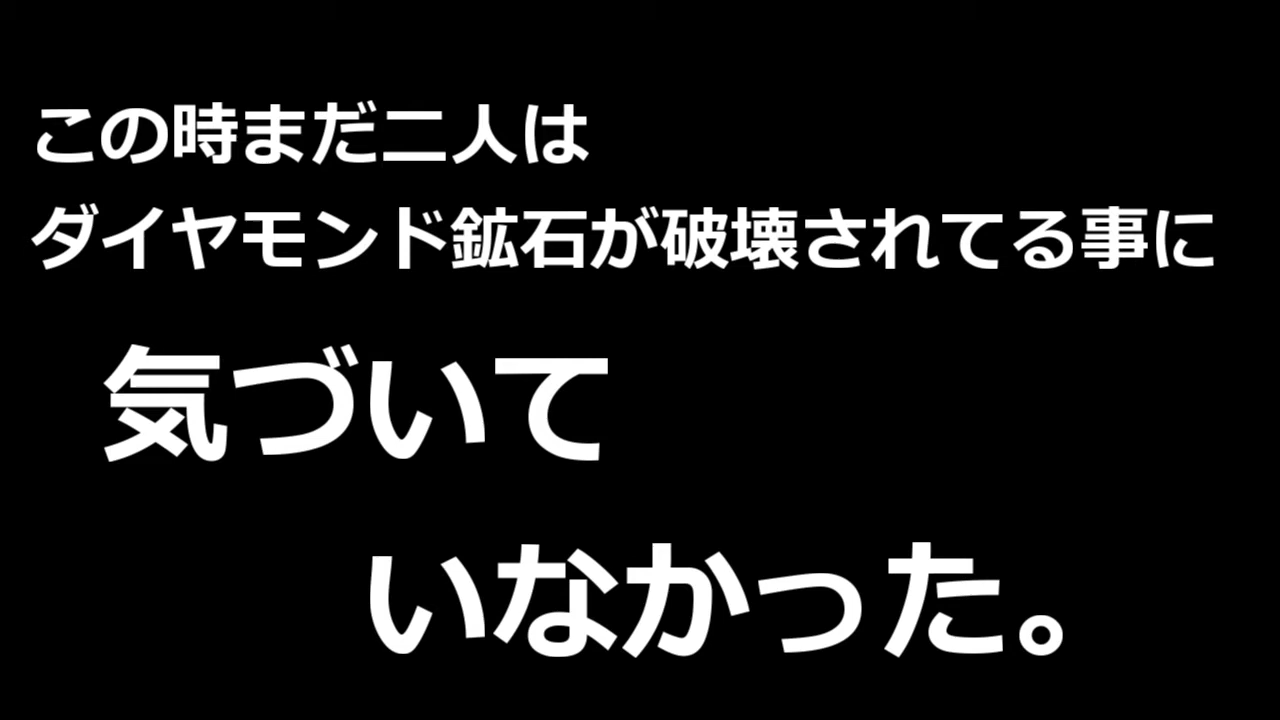 この時まだ二人は
ダイヤモンド鉱石が破壊されてる事に
気づいて
いなかった。